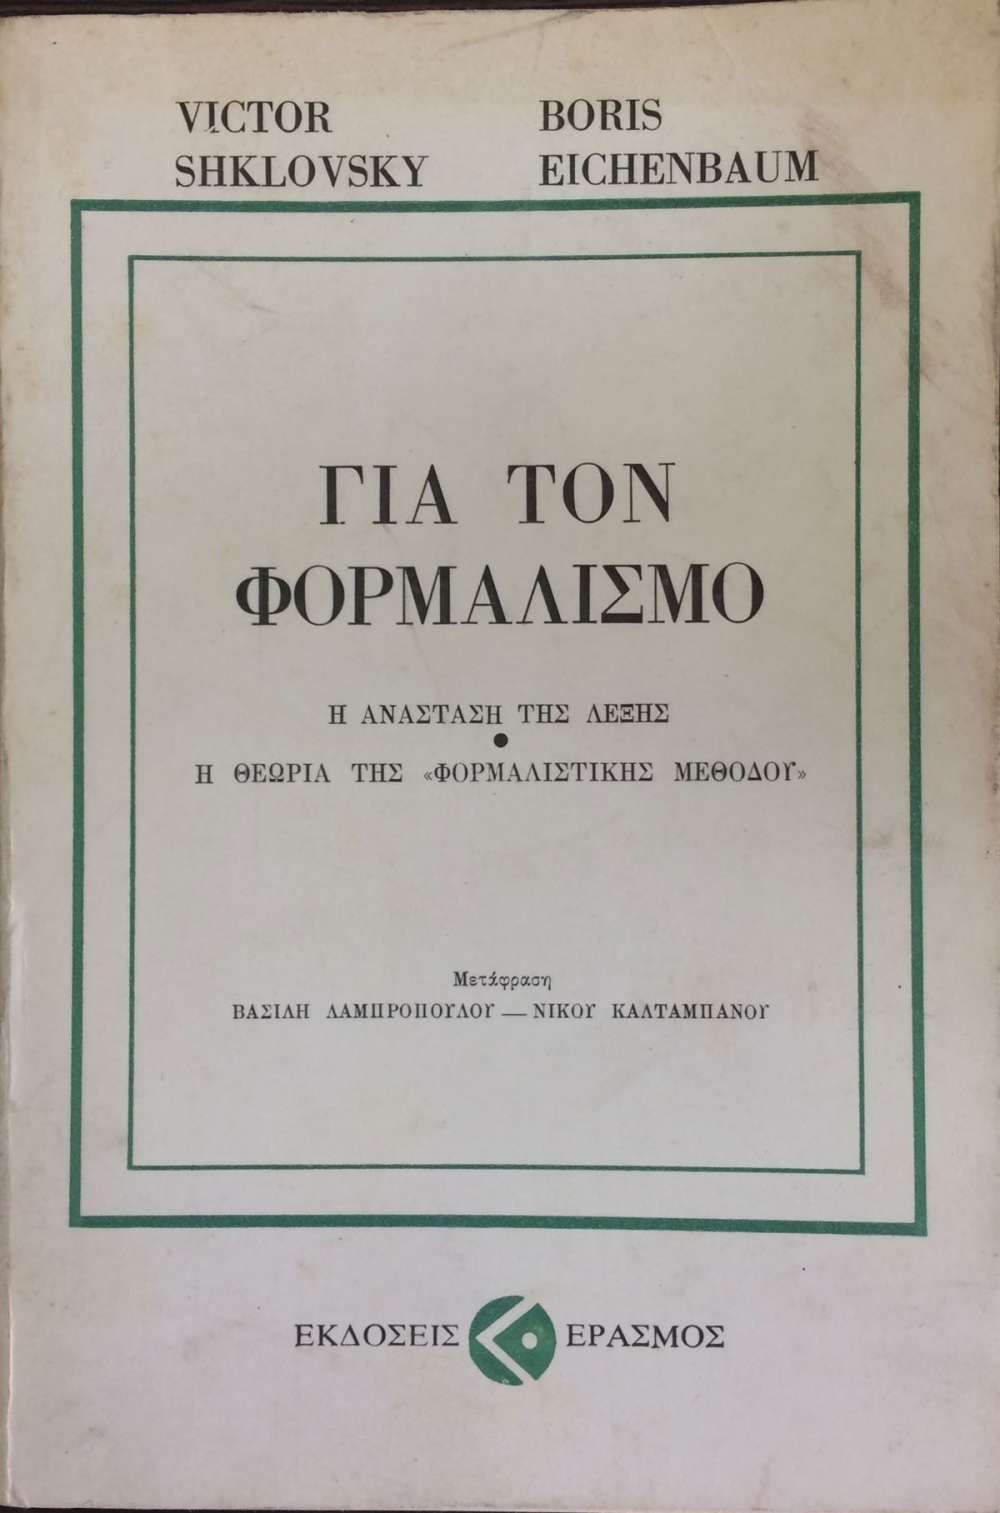 VICTOR
SHKLOVSKY
BORIS
EICHENBAUM
ΓΙΑ ΤΟΝ
ΦΟΡΜΑΛΙΣΜΟ
Η ΑΝΑΣΤΑΣΗ ΤΗΣ ΛΕΞΗΣ
•
Η ΘΕΩΡΙΑ ΤΗΣ «ΦΟΡΜΑΛΙΣΤΙΚΗΣ ΜΕΘΟΔΟΥ»
Μετάφραση
ΒΑΣΙΛΗ ΛΑΜΠΡΟΠΟΥΛΟΥ — ΝΙΚΟΥ ΚΑΛΤΑΜΠΑΝΟΥ
ΕΚΔΟΣΕΙΣ ΕΡΑΣΜΟΣ